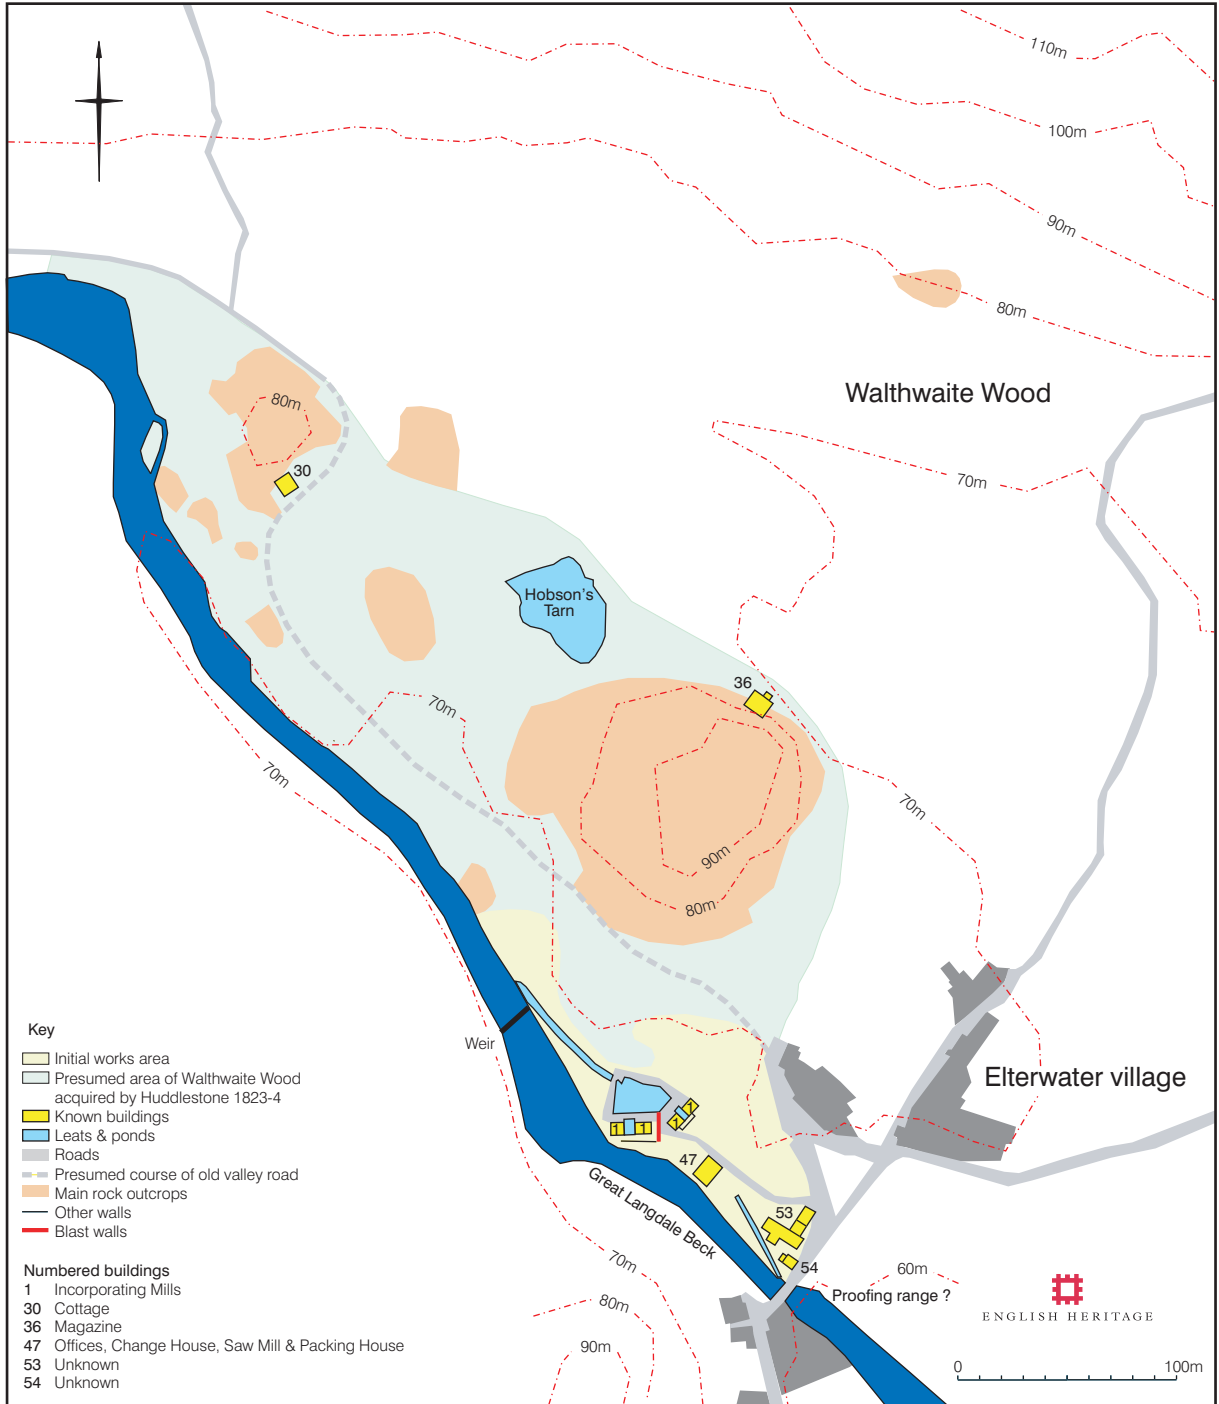 110m
100m
90m
80m
Walthwaite Wood
80m
70m
30
Hobson's
Tarn
36
70m
70m
70m
90m
80m
Weir
Elterwater village
1
1
1
1
47
Great Langdale Beck
53
54
70m
60m
Proofing range ?
80m
90m
Key
Initial works area
Presumed area of Walthwaite Wood
acquired by Huddlestone 1823-4
Known buildings
Leats & ponds
Roads
Presumed course of old valley road
Main rock outcrops
Other walls
Blast walls
Numbered buildings
1 Incorporating Mills
30 Cottage
36 Magazine
47 Offices, Change House, Saw Mill & Packing House
53 Unknown
54 Unknown
ENGLISH HERITAGE
0 100m